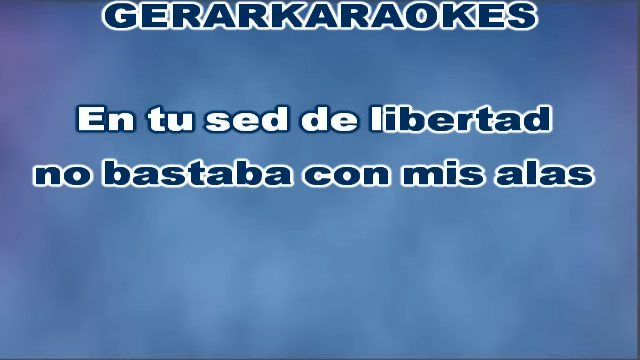 GERARKARAOKES
En tu sed de libertad
no bastaba con mis alas